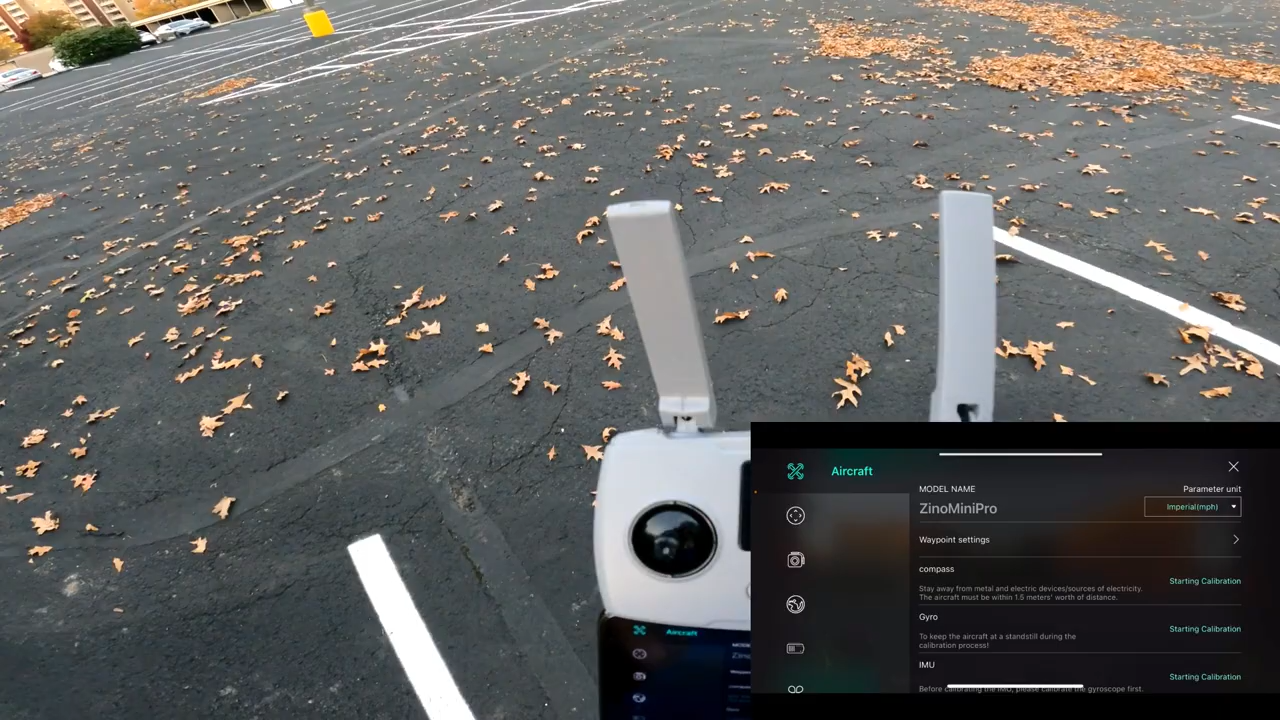 Aircraft
MODEL NAME
Parameter unit
ZinoMiniPro
Imperial(mph)
Waypoint settings
compass
Stay away from metal and electric devices/sources of electricity.
The aircraft must be within 1.5 meters' worth of distance.
Starting Calibration
Gyro
To keep the aircraft at a standstill during the
calibration process!
Starting Calibration
IMU
Starting Calibration
Before calibrating the IMU, please calibrate the gyroscope first.
Aircraft